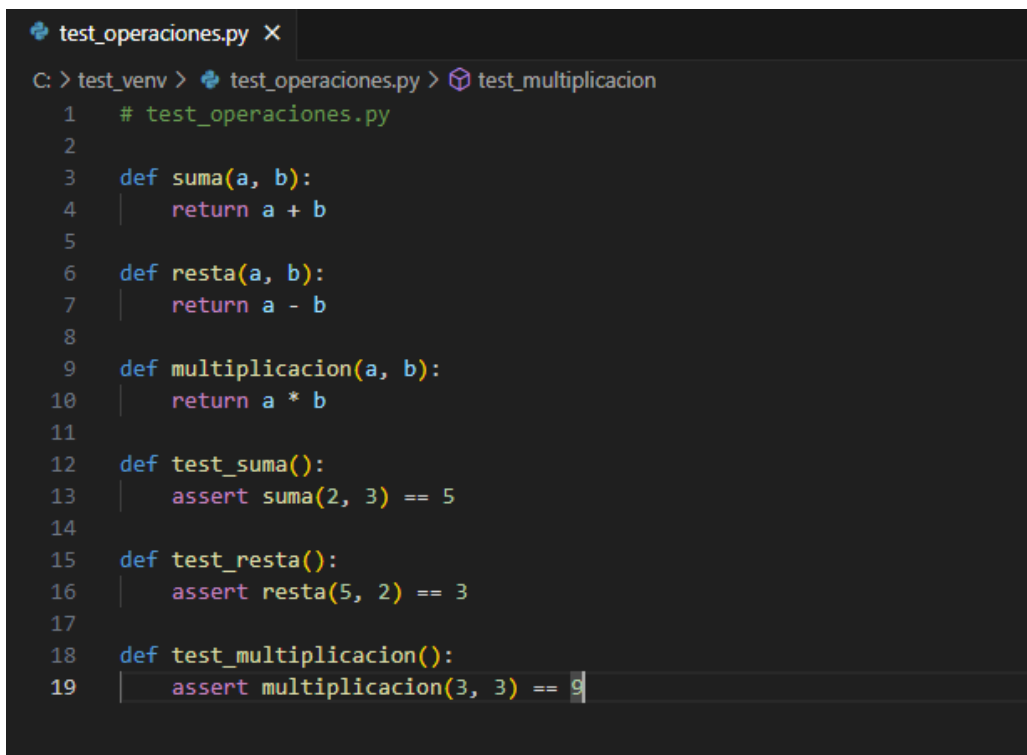 test_operaciones.py ×
C: > test_venv > test_operaciones.py > test_multiplicacion
1 # test_operaciones.py
2
3 def suma(a, b):
4     return a + b
5
6 def resta(a, b):
7     return a - b
8
9 def multiplicacion(a, b):
10     return a * b
11
12 def test_suma():
13     assert suma(2, 3) == 5
14
15 def test_resta():
16     assert resta(5, 2) == 3
17
18 def test_multiplicacion():
19     assert multiplicacion(3, 3) == 9